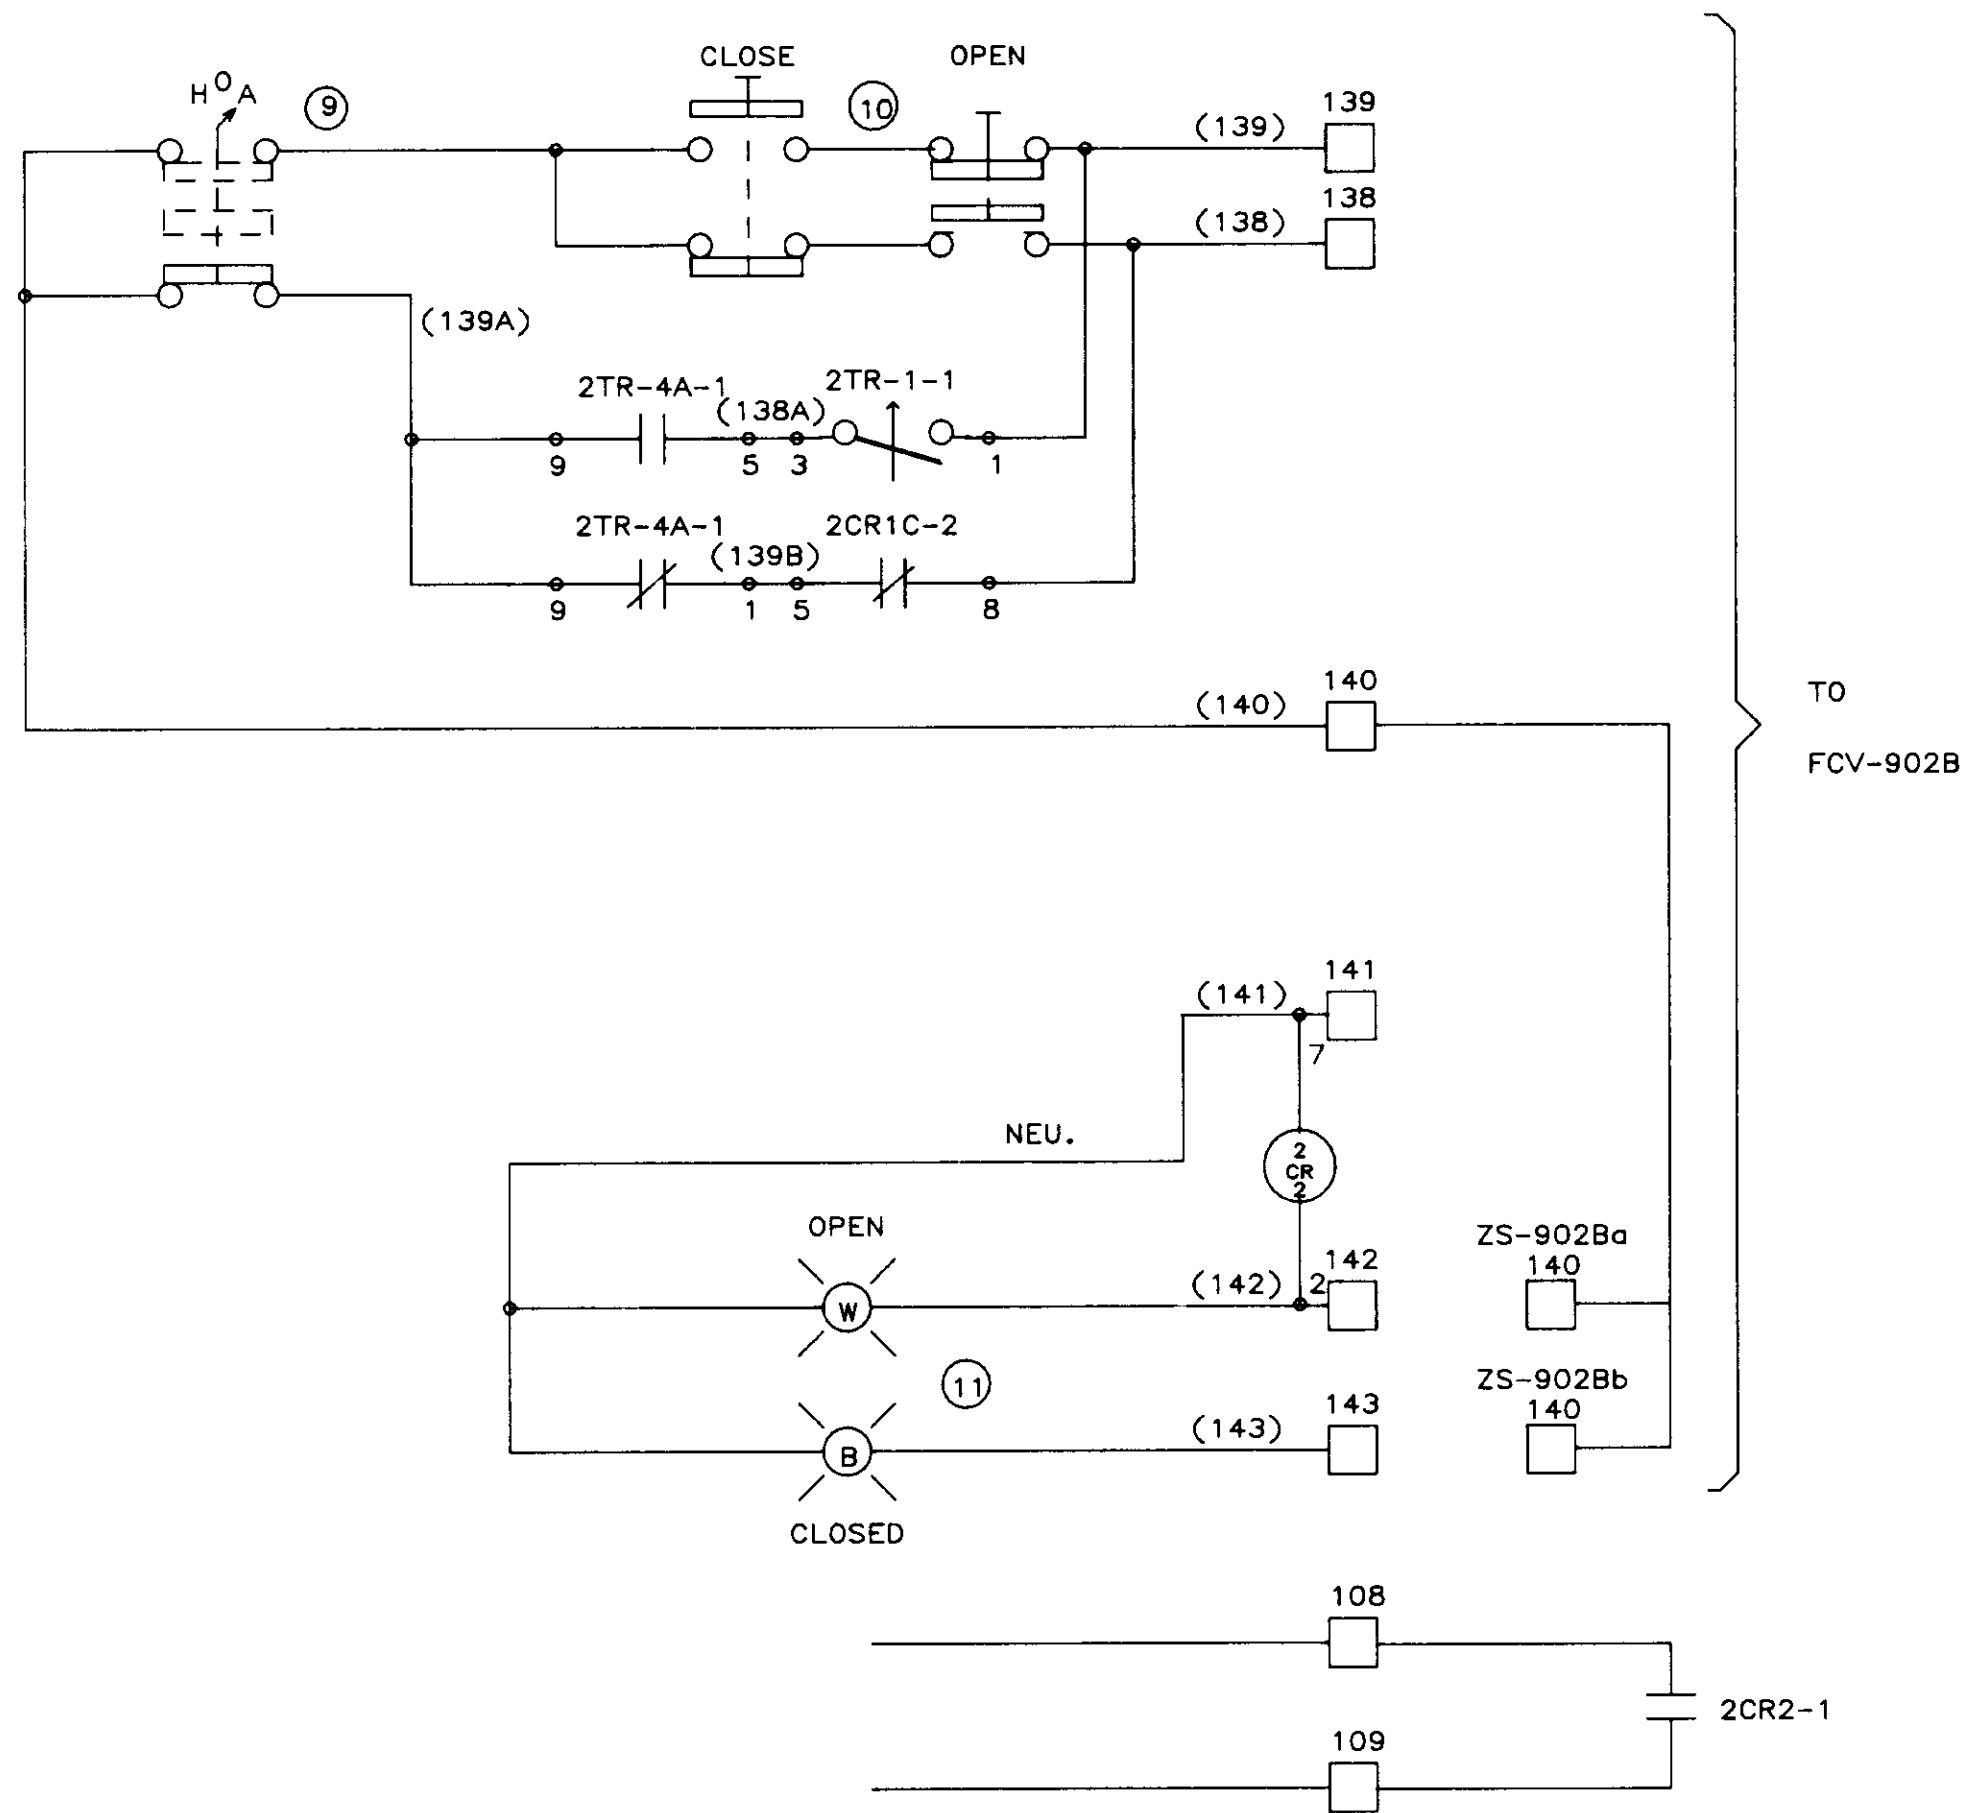 CLOSE
OPEN
H O A
9
10
(139)
139
(138)
138
(139A)
2TR-4A-1
(138A)
2TR-1-1
9
5
3
1
2TR-4A-1
(139B)
2CR1C-2
9
1
5
8
(140)
140
TO
FCV-902B
(141)
141
7
NEU.
2
CR
2
OPEN
W
(142)
2
142
ZS-902Ba
140
11
ZS-902Bb
140
B
(143)
143
CLOSED
108
2CR2-1
109